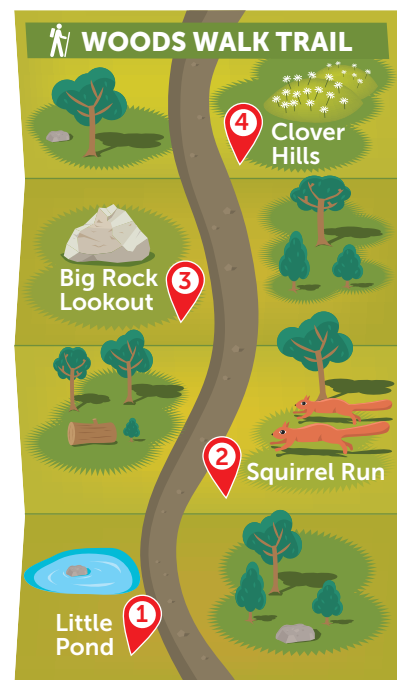 WOODS WALK TRAIL
4
Clover
Hills
Big Rock
Lookout
3
2
Squirrel Run
1
Little
Pond